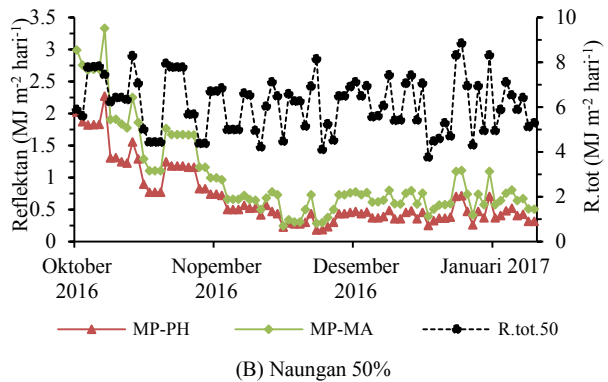 Reflektan (MJ m⁻² hari⁻¹)
3.5
3
2.5
2
1.5
1
0.5
0
R.tot (MJ m⁻² hari⁻¹)
10
8
6
4
2
0
Oktober 2016
Nopember 2016
Desember 2016
Januari 2017
MP-PH
MP-MA
R.tot.50
(B) Naungan 50%